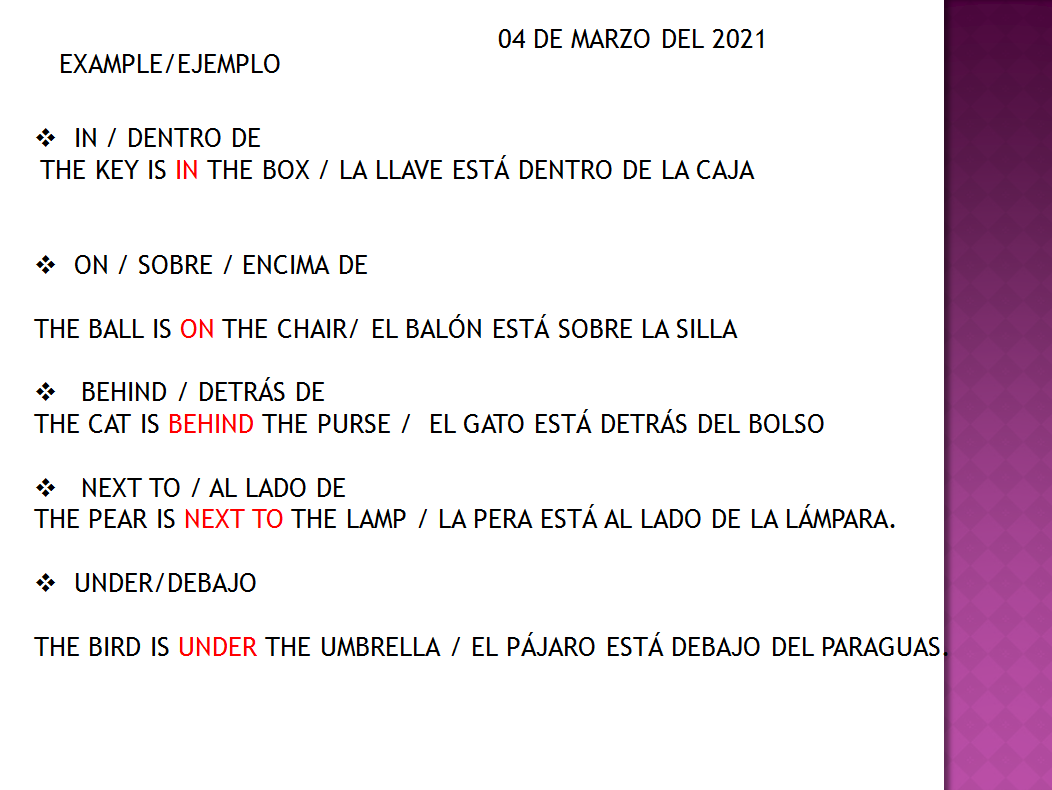 04 DE MARZO DEL 2021
EXAMPLE/EJEMPLO
❖ IN / DENTRO DE
THE KEY IS IN THE BOX / LA LLAVE ESTÁ DENTRO DE LA CAJA
❖ ON / SOBRE / ENCIMA DE
THE BALL IS ON THE CHAIR/ EL BALÓN ESTÁ SOBRE LA SILLA
❖ BEHIND / DETRÁS DE
THE CAT IS BEHIND THE PURSE / EL GATO ESTÁ DETRÁS DEL BOLSO
❖ NEXT TO / AL LADO DE
THE PEAR IS NEXT TO THE LAMP / LA PERA ESTÁ AL LADO DE LA LÁMPARA.
❖ UNDER/DEBAJO
THE BIRD IS UNDER THE UMBRELLA / EL PÁJARO ESTÁ DEBAJO DEL PARAGUAS.